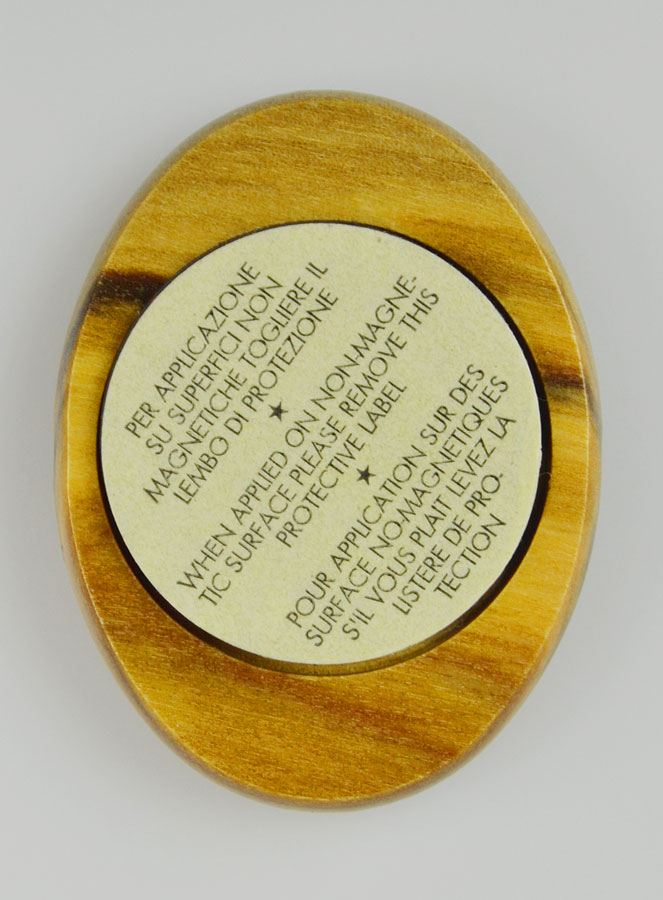 PER APPLICAZIONE
SU SUPERFICI NON
MAGNETICHE TOGLIERE IL
LEMBO DI PROTEZIONE
★
WHEN APPLIED ON NON-MAGNE-
TIC SURFACE PLEASE REMOVE THIS
PROTECTIVE LABEL
★
POUR APPLICATION SUR DES
SURFACE NO-MAGNETIQUES
S'IL VOUS PLAIT LEVEZ LA
LISTERE DE PRO-
TECTION